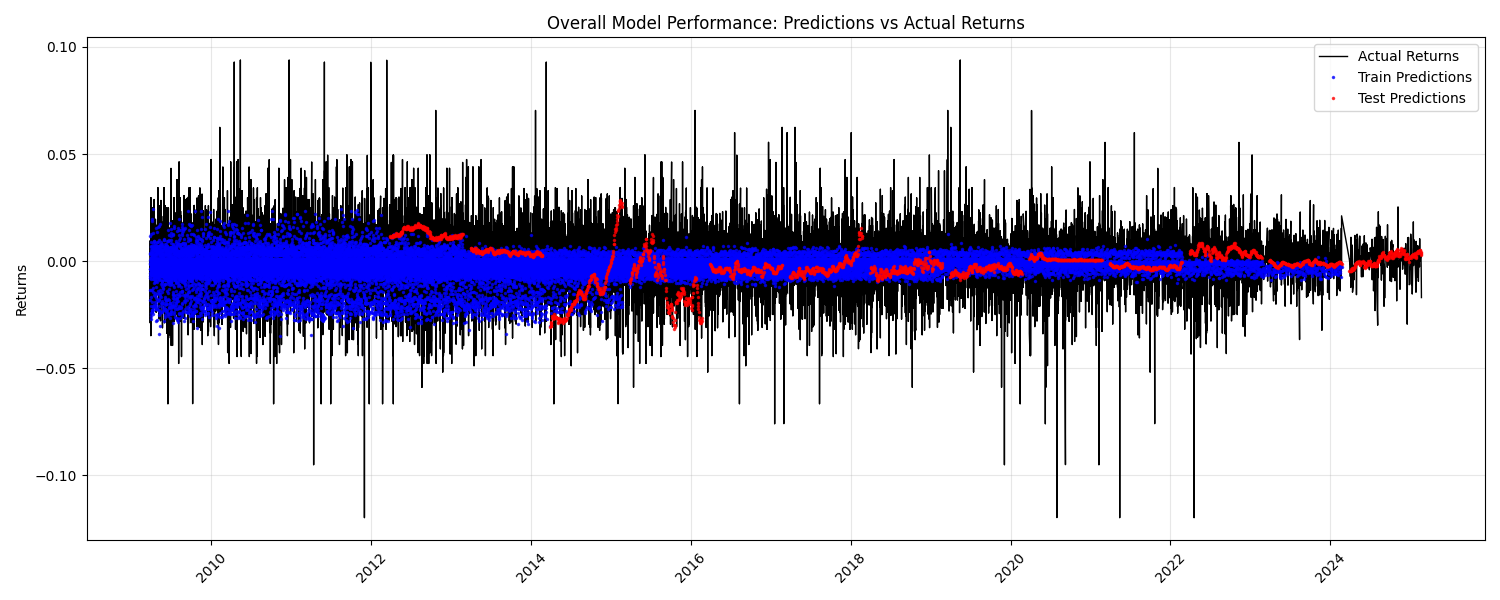 Overall Model Performance: Predictions vs Actual Returns
Actual Returns
Train Predictions
Test Predictions
Returns
0.10
0.05
0.00
−0.05
−0.10
2010
2012
2014
2016
2018
2020
2022
2024